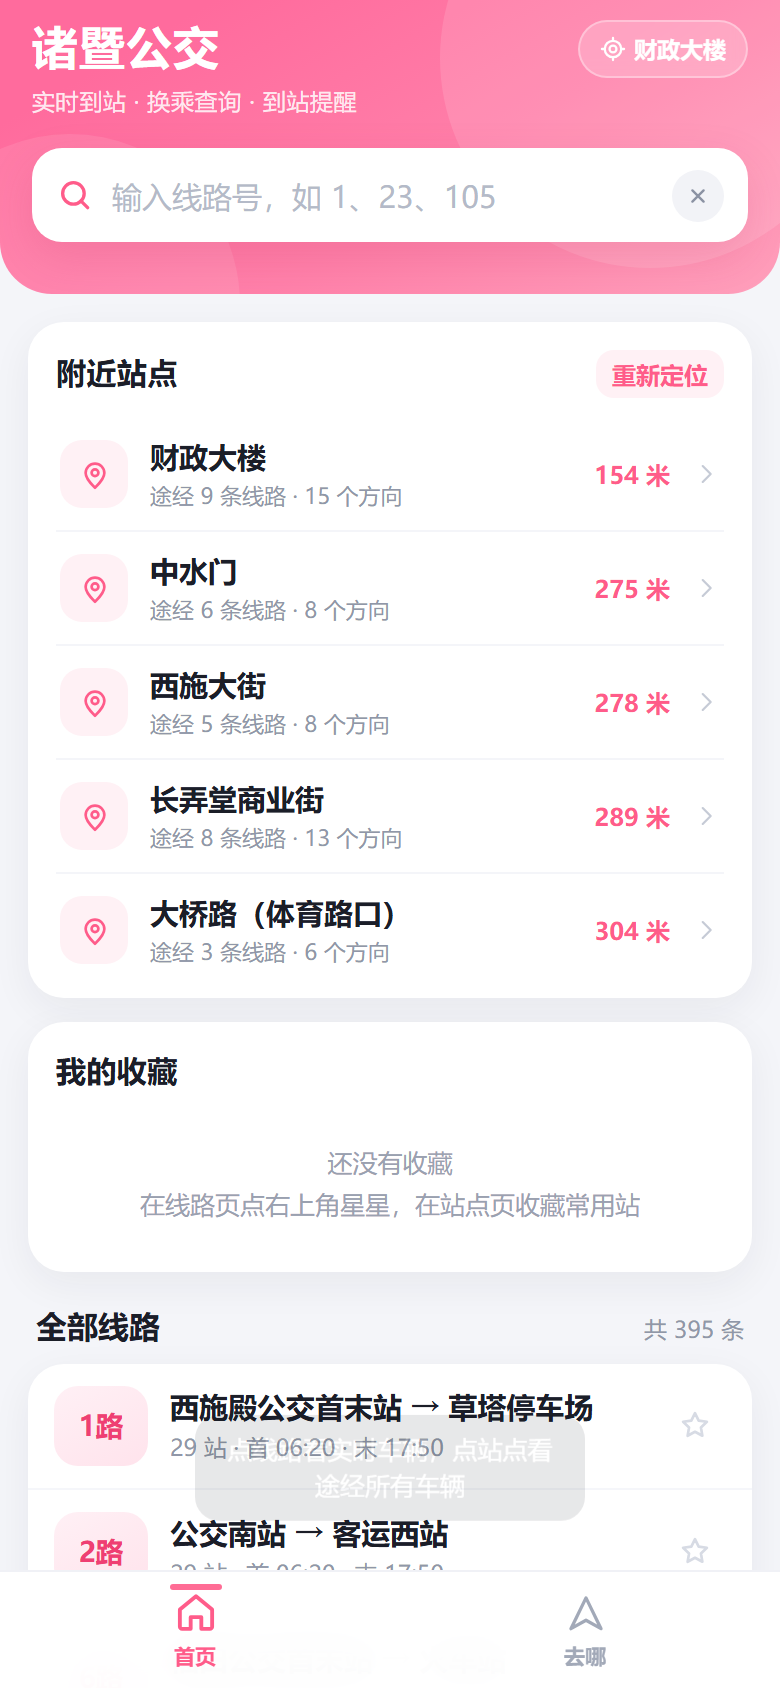 诸暨公交
财政大楼
实时到站 · 换乘查询 · 到站提醒
输入线路号，如 1、23、105
附近站点
重新定位
财政大楼
途经 9 条线路 · 15 个方向
154 米
中水门
途经 6 条线路 · 8 个方向
275 米
西施大街
途经 5 条线路 · 8 个方向
278 米
长弄堂商业街
途经 8 条线路 · 13 个方向
289 米
大桥路（体育路口）
途经 3 条线路 · 6 个方向
304 米
我的收藏
还没有收藏
在线路页点右上角星星，在站点页收藏常用站
全部线路
共 395 条
1路
西施殿公交首末站 → 草塔停车场
29 站 · 首 06:20 · 末 17:50
点站点看
途经所有车辆
2路
公交南站 → 客运西站
首页
去哪